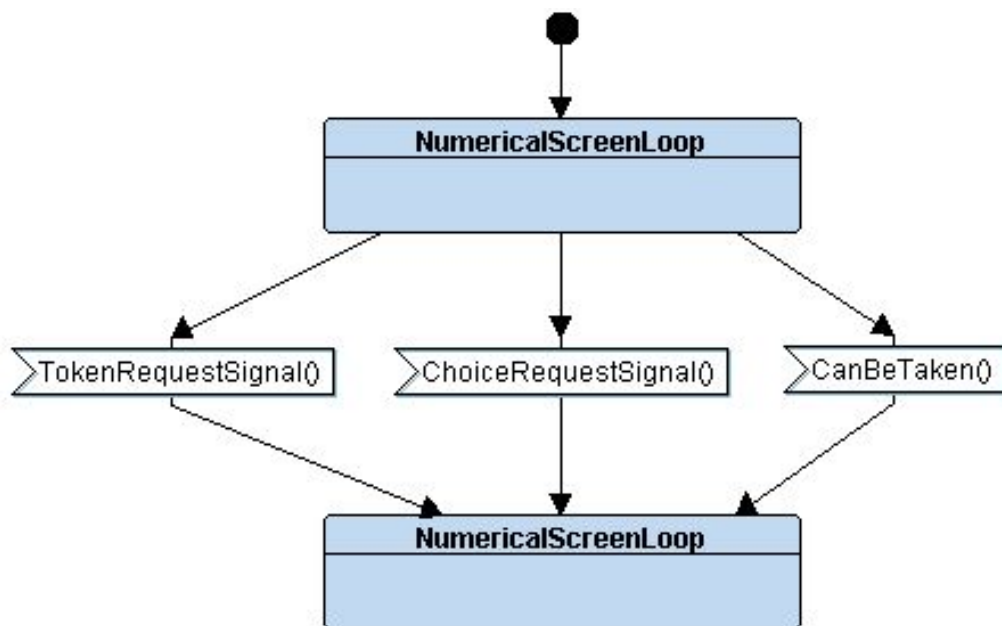 NumericalScreenLoop
TokenRequestSignal()
ChoiceRequestSignal()
CanBeTaken()
NumericalScreenLoop